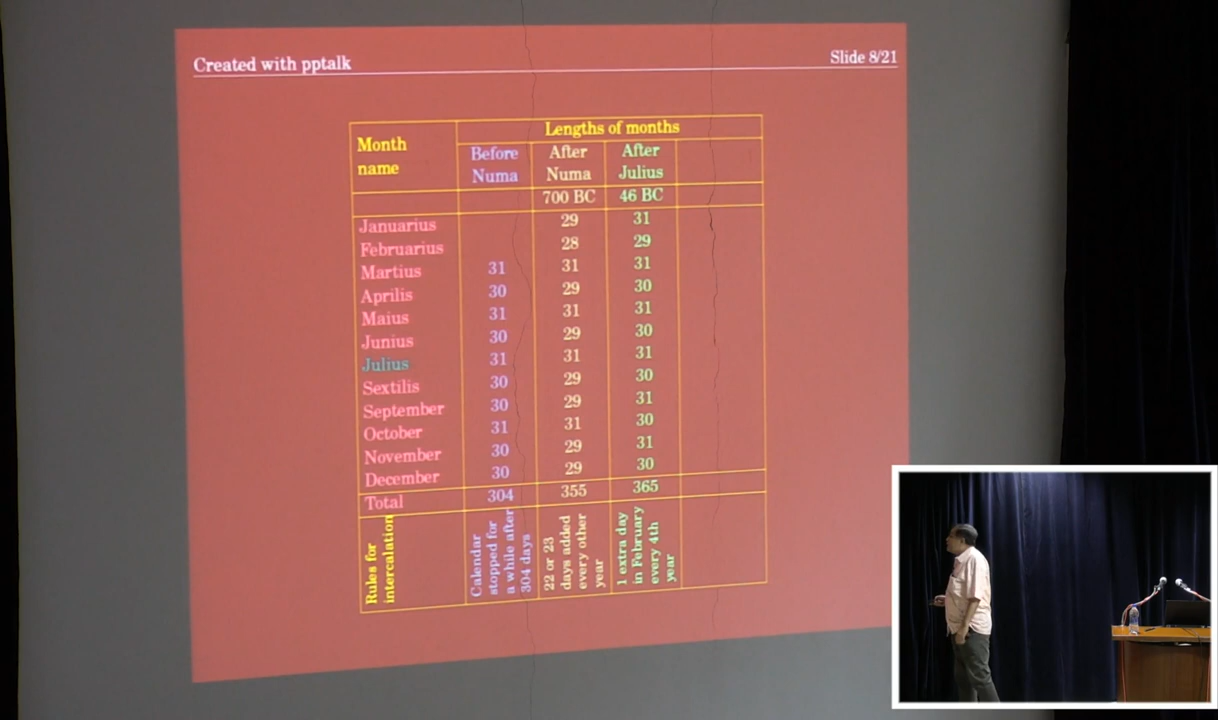 Created with pptalk Slide 8/21
Month name Lengths of months
Before Numa After Numa After Julius
700 BC 46 BC
Januarius 29 31
Februarius 28 29
Martius 31 31 31
Aprilis 30 29 30
Maius 31 31 31
Junius 30 29 30
Julius 31 31 31
Sextilis 30 29 30
September 30 29 31
October 31 31 30
November 30 29 31
December 30 29 30
Total 304 355 365
Rules for
intercalation
Calendar
stopped for
a while after
304 days
22 or 23
days added
every other
year
1 extra day
in February
every 4th
year